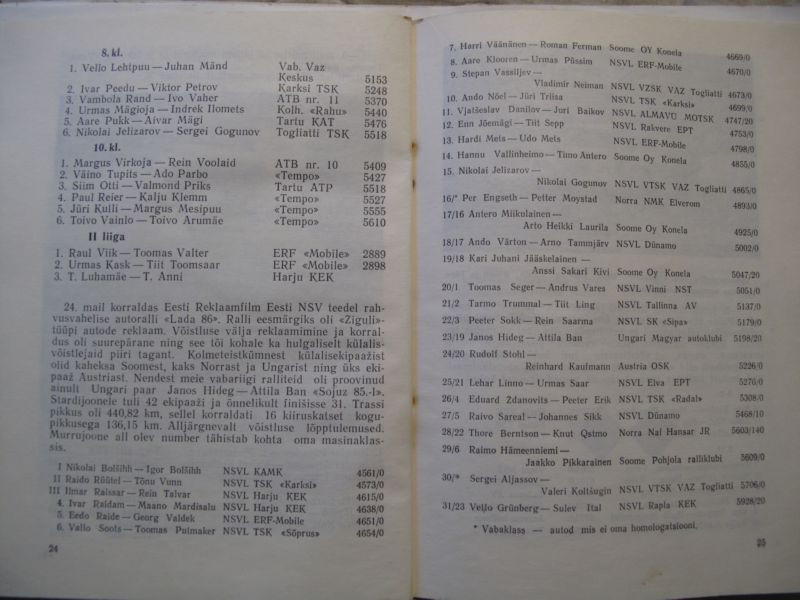 8. kl.
1. Vello Lehtpuu — Juhan Mänd Vab. Vaz
Keskus 5153
2. Ivar Peedu — Viktor Petrov Karksi TSK 5248
3. Vambola Rand — Ivo Vaher ATB nr. 11 5370
4. Urmas Mägioja — Indrek Ilomets Kolh. «Rahu» 5440
5. Aare Pukk — Aivar Mägi Tartu KAT 5476
6. Nikolai Jelizarov — Sergei Gogunov Togliatti TSK 5518
10. kl.
1. Margus Virkoja — Rein Voolaid ATB nr. 10 5409
2. Väino Tupits — Ado Parbo «Tempo» 5427
3. Siim Otti — Valmond Priks Tartu ATP 5518
4. Paul Reier — Kalju Klemm «Tempo» 5527
5. Jüri Kulli — Margus Mesipuu «Tempo» 5555
6. Toivo Vainlo — Toivo Arumäe «Tempo» 5610
II liiga
1. Raul Viik — Toomas Valter ERF «Mobile» 2889
2. Urmas Kask — Tiit Toomsaar ERF «Mobile» 2898
3. T. Luhamäe — T. Anni Harju KEK
24. mail korraldas Eesti Reklaamfilm Eesti NSV teedel rah-
vusvahelise autoralli «Lada 86». Ralli eesmärgiks oli «Ziguli»-
tüüpi autode reklaam. Võistluse välja reklaamimine ja korral-
dus oli suurepärane ning see tõi kohale ka hulgaliselt külalis-
võistlejaid piiri tagant. Kolmeteistkümnest külalisekipaažist
olid kaheksa Soomest, kaks Norrast ja Ungarist ning üks eki-
paaž Austriast. Nendest meie vabariigi ralliteid oli proovinud
ainult Ungari paar Janos Hideg — Attila Ban «Sojuz 85.-l».
Stardijoonele tuli 42 ekipaaži ja õnnelikult finišisse 31. Trassi
pikkus oli 440,82 km, sellel korraldati 16 kiiruskatset kogu-
pikkusega 136,15 km. Alljärgnevalt võistluse lõpptulemused.
Murrujoone all olev number tähistab kohta oma masinaklas-
sis.
I Nikolai Bolšihh — Igor Bolšihh NSVL KAMK 4561/0
II Raido Rüütel — Tõnu Vunn NSVL TSK «Karksi» 4573/0
III Ilmar Raissar — Rein Talvar NSVL Harju KEK 4615/0
4. Ivar Raidam — Maano Mardisalu NSVL Harju KEK 4638/0
5. Eedo Raide — Georg Valdek NSVL ERF-Mobile 4651/0
6. Vallo Soots — Toomas Putmaker NSVL TSK «Sõprus» 4654/0
24
7. Harri Väänänen — Roman Ferman Soome OY Konela 4669/0
8. Aare Klooren — Urmas Püssim NSVL ERF-Mobile 4670/0
9. Stepan Vassiljev —
Vladimir Neiman NSVL VZSK VAZ Togliatti 4673/0
10. Ando Nõel — Jüri Triisa NSVL TSK «Karksi» 4699/0
11. Vjatšeslav Danilov — Juri Baikov NSVL ALMAVÜ MOTSK 4747/20
12. Enn Jõemägi — Tiit Sepp NSVL Rakvere EPT 4753/0
13. Hardi Mets — Udo Mets NSVL ERF-Mobile 4798/0
14. Hannu Vallinheimo — Timo Antero Soome Oy Konela 4855/0
15. Nikolai Jelizarov —
Nikolai Gogunov NSVL VTSK VAZ Togliatti 4865/0
16/* Per Engseth — Petter Moystad Norra NMK Elverom 4893/0
17/16 Antero Miikulainen —
Arto Heikki Laurila Soome Oy Konela 4925/0
18/17 Ando Värton — Arno Tammjärv NSVL Dünamo 5002/0
19/18 Kari Juhani Jääskelainen —
Anssi Sakari Kivi Soome Oy Konela 5047/20
20/1 Toomas Seger — Andrus Vares NSVL Vinni NST 5051/0
21/2 Tarmo Trummal — Tiit Ling NSVL Tallinna AV 5137/0
22/3 Peeter Sokk — Rein Saarma NSVL SK «Sipa» 5179/0
23/19 Janos Hideg — Attila Ban Ungari Magyar autoklubi 5198/20
24/20 Rudolf Stohl —
Reinhard Kaufmann Austria OSK 5226/0
25/21 Lehar Linno — Urmas Saar NSVL Elva EPT 5276/0
26/4 Eduard Zdanovits — Peeter Erik NSVL TSK «Radal» 5308/0
27/5 Raivo Sareal — Johannes Sikk NSVL Dünamo 5468/10
28/22 Thore Berntson — Knut Qstmo Norra Naf Hansar JR 5603/140
29/6 Raimo Hämeenniemi —
Jaakko Pikkarainen Soome Pohjola ralliklubi 5609/0
30/* Sergei Aljassov —
Valeri Koltšugin NSVL VTSK VAZ Togliatti 5706/0
31/23 Vello Grünberg — Sulev Ital NSVL Rapla KEK 5928/20
* Vabaklass — autod mis ei oma homologatsiooni.
25